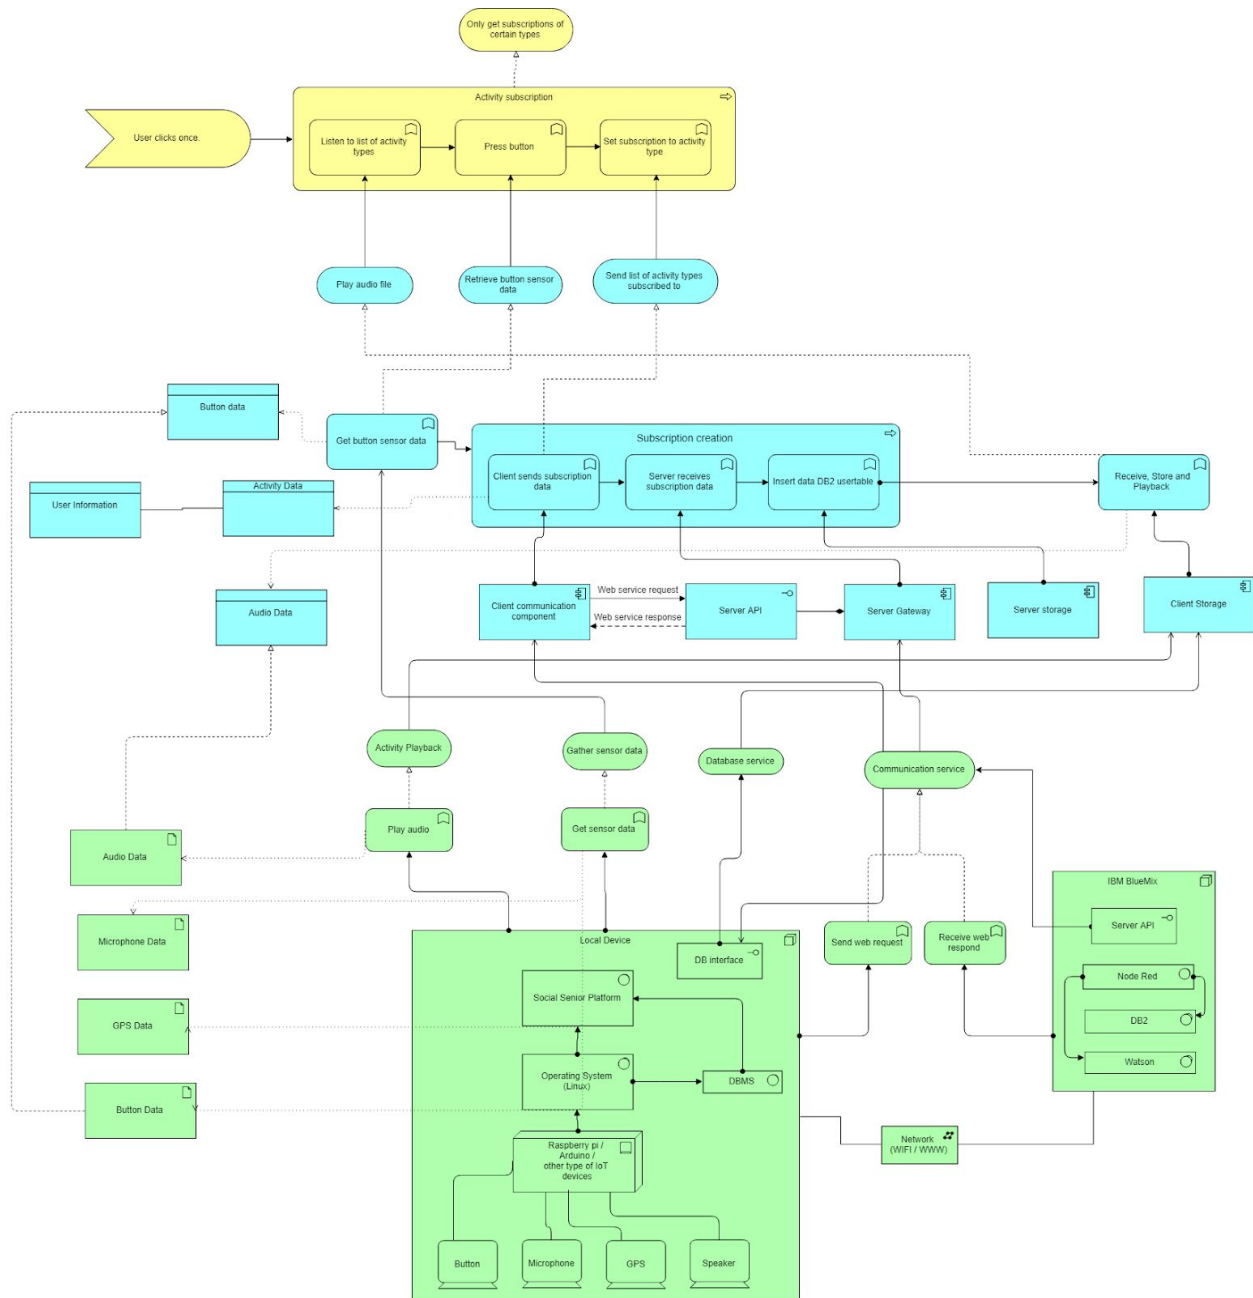 Only get subscriptions of
certain types
Activity subscription
User clicks once.
Listen to list of activity
types
Press button
Set subscription to activity
type
Play audio file
Retrieve button sensor
data
Send list of activity types
subscribed to
Button data
Get button sensor data
Subscription creation
Client sends subscription
data
Server receives
subscription data
Insert data DB2 usertable
Receive, Store and
Playback
User Information
Activity Data
Audio Data
Client communication
component
Web service request
Web service response
Server API
Server Gateway
Server storage
Client Storage
Activity Playback
Gather sensor data
Database service
Communication service
Play audio
Get sensor data
Audio Data
Microphone Data
GPS Data
Button Data
Local Device
DB interface
Social Senior Platform
Operating System
(Linux)
DBMS
Raspberry pi /
Arduino /
other type of IoT
devices
Button
Microphone
GPS
Speaker
Send web request
Receive web
respond
IBM BlueMix
Server API
Node Red
DB2
Watson
Network
(WIFI / WWW)